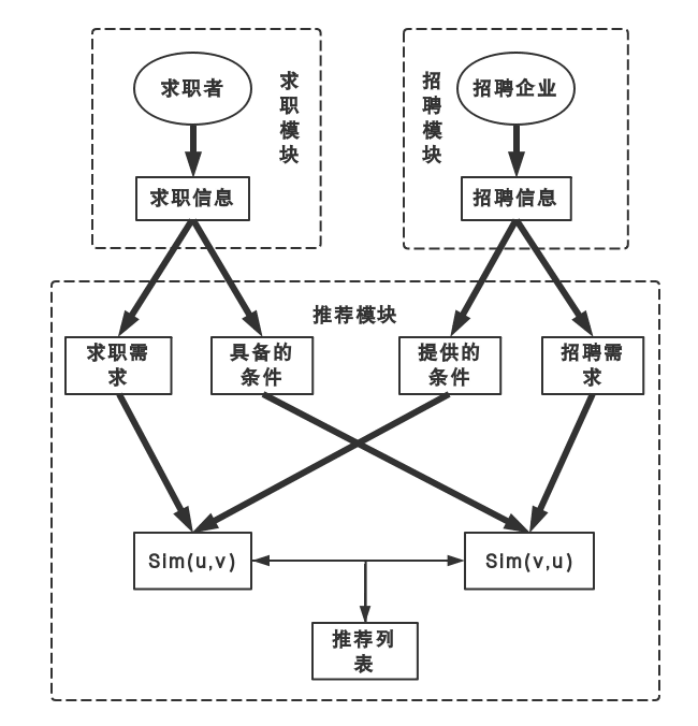 求职者
求
职
模
块
求职信息
招
聘
模
块
招聘企业
招聘信息
推荐模块
求职需
求
具备的
条件
提供的
条件
招聘需
求
Sim(u,v)
Sim(v,u)
推荐列
表